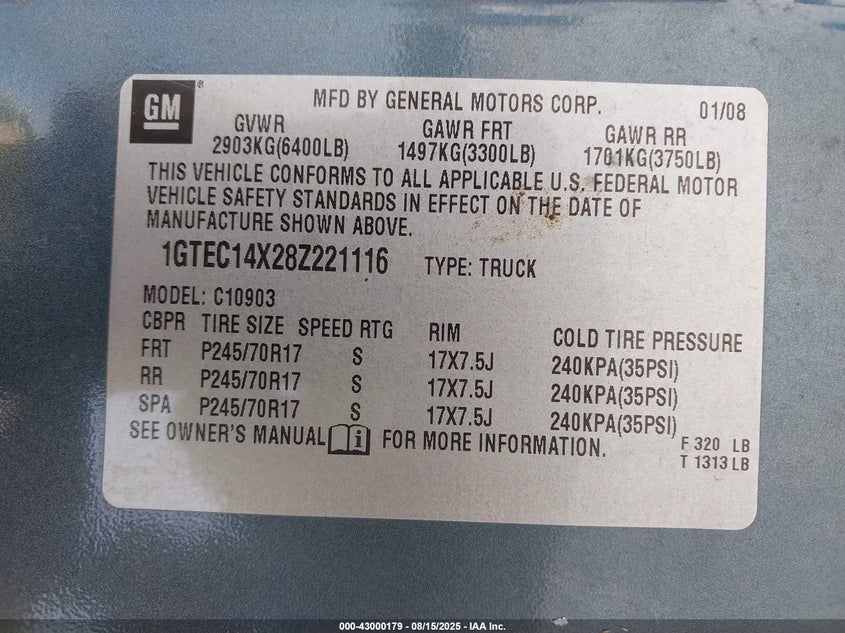 GM ®
MFD BY GENERAL MOTORS CORP. 01/08
GVWR GAWR FRT GAWR RR
2903KG(6400LB) 1497KG(3300LB) 1701KG(3750LB)
THIS VEHICLE CONFORMS TO ALL APPLICABLE U.S. FEDERAL MOTOR
VEHICLE SAFETY STANDARDS IN EFFECT ON THE DATE OF
MANUFACTURE SHOWN ABOVE.
1GTEC14X28Z221116 TYPE: TRUCK
MODEL: C10903
CBPR TIRE SIZE SPEED RTG RIM COLD TIRE PRESSURE
FRT P245/70R17 S 17X7.5J 240KPA(35PSI)
RR P245/70R17 S 17X7.5J 240KPA(35PSI)
SPA P245/70R17 S 17X7.5J 240KPA(35PSI)
SEE OWNER'S MANUAL i FOR MORE INFORMATION.
F 320 LB
T 1313 LB
000-43000179 - 08/15/2025 - IAA Inc.